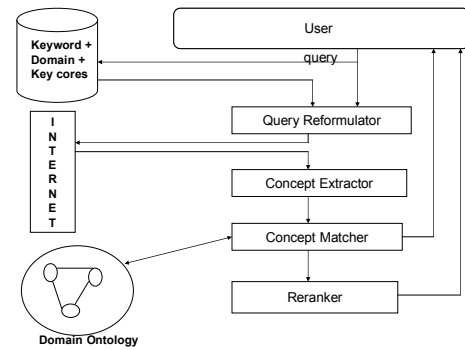 Keyword +
Domain +
Key cores
User
query
Query Reformulator
I
N
T
E
R
N
E
T
Concept Extractor
Concept Matcher
Reranker
Domain Ontology